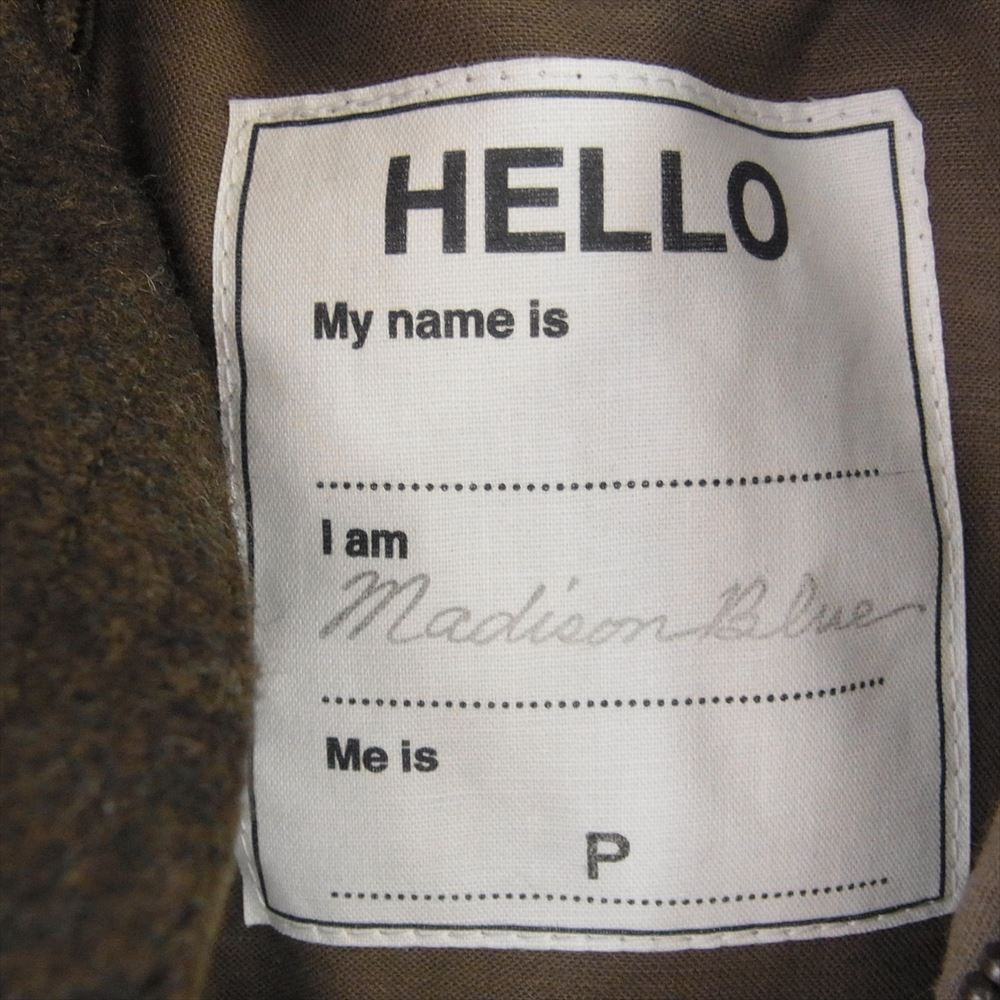 HELLO
My name is
I am
Madison Blue
Me is
P